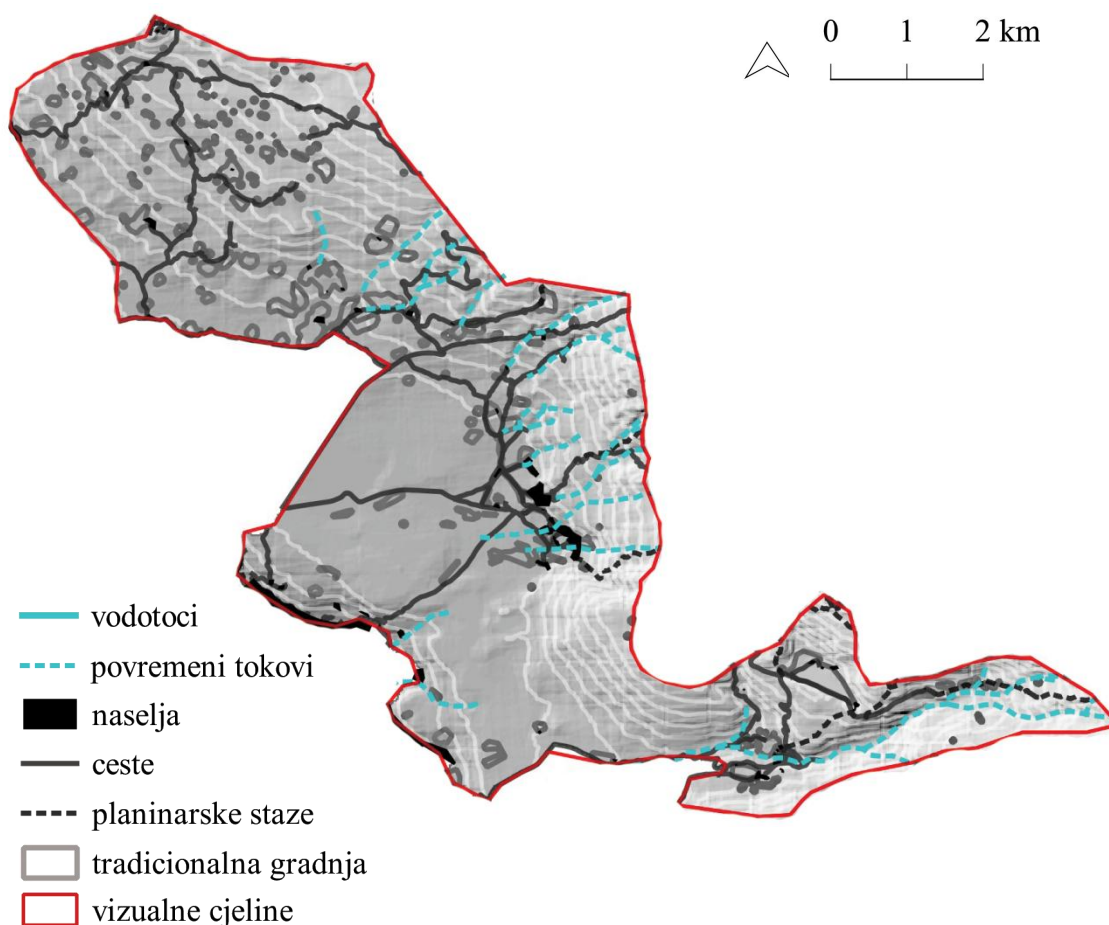 0 1 2 km
vodotoci
povremeni tokovi
naselja
ceste
planinarske staze
tradicionalna gradnja
vizualne cjeline